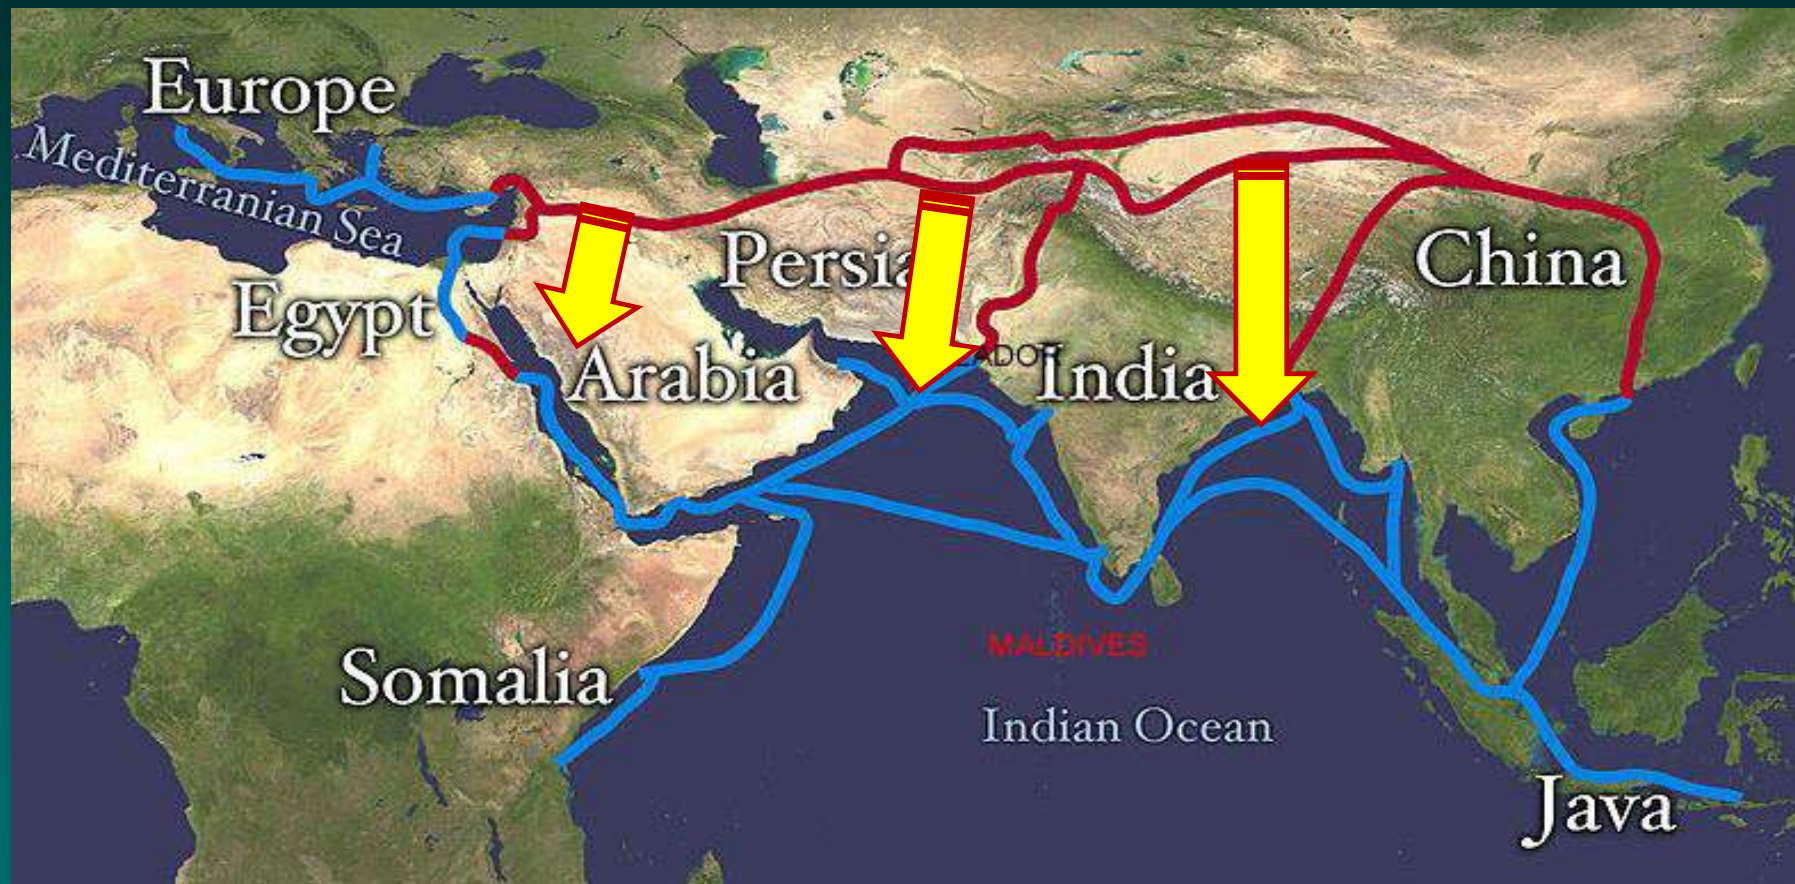 Europe
Mediterranian Sea
Egypt
Persia
China
Arabia
India
Somalia
MALDIVES
Indian Ocean
Java